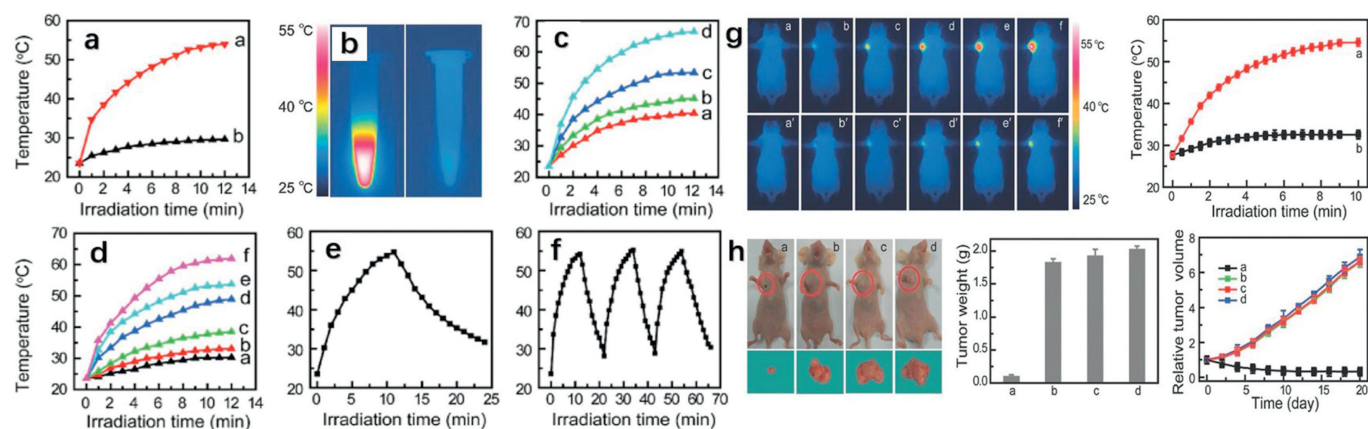 a
Temperature (°C)
60
50
40
30
20
a
b
0 2 4 6 8 10 12 14
Irradiation time (min)
55 °C
40 °C
25 °C
b
c
Temperature (°C)
80
70
60
50
40
30
20
d
c
b
a
0 2 4 6 8 10 12 14
Irradiation time (min)
g
a b c d e f
a' b' c' d' e' f'
55 °C
40 °C
25 °C
Temperature (°C)
60
50
40
30
20
a
b
0 2 4 6 8 10
Irradiation time (min)
d
Temperature (°C)
80
70
60
50
40
30
20
f
e
d
c
b
a
0 2 4 6 8 10 12 14
Irradiation time (min)
e
60
50
40
30
20
0 5 10 15 20 25
Irradiation time (min)
f
60
50
40
30
20
0 10 20 30 40 50 60 70
Irradiation time (min)
h
a b c d
Tumor weight (g)
2.0
1.5
1.0
0.5
0.0
a b c d
Relative tumor volume
8
6
4
2
0
a
b
c
d
0 5 10 15 20
Time (day)